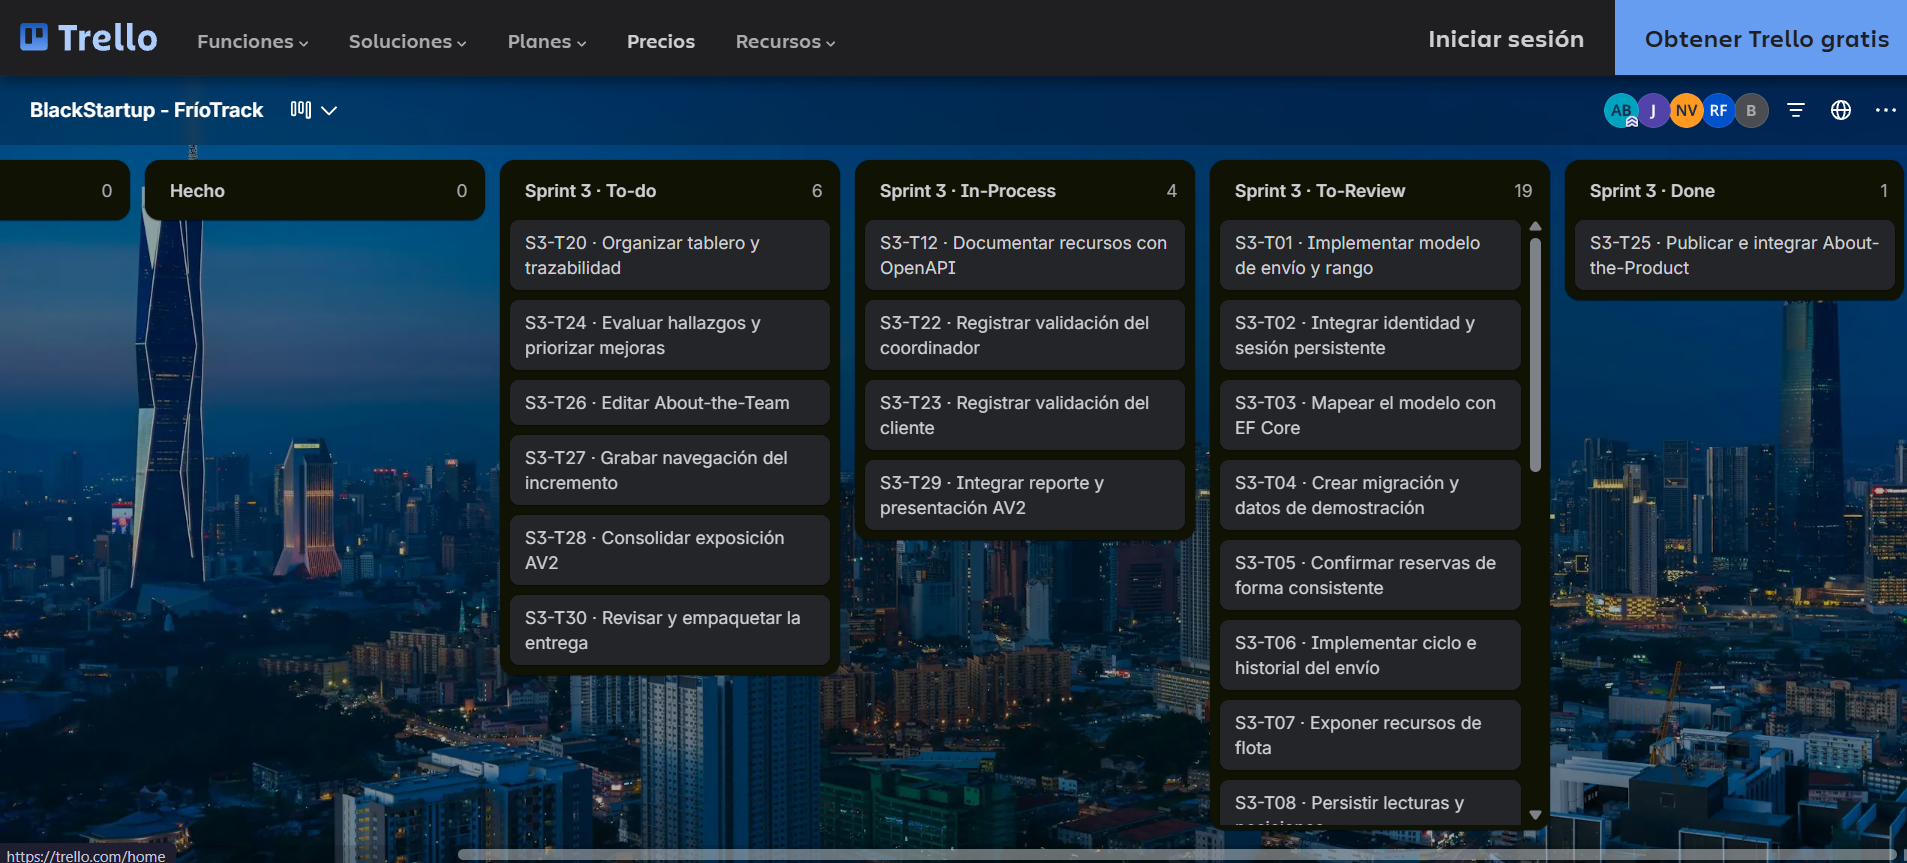 Trello
Funciones
Soluciones
Planes
Precios
Recursos
Iniciar sesión
Obtener Trello gratis
BlackStartup - FríoTrack
AB
J
NV
RF
B
0
Hecho
0
Sprint 3 · To-do
6
S3-T20 · Organizar tablero y
trazabilidad
S3-T24 · Evaluar hallazgos y
priorizar mejoras
S3-T26 · Editar About-the-Team
S3-T27 · Grabar navegación del
incremento
S3-T28 · Consolidar exposición
AV2
S3-T30 · Revisar y empaquetar la
entrega
Sprint 3 · In-Process
4
S3-T12 · Documentar recursos con
OpenAPI
S3-T22 · Registrar validación del
coordinador
S3-T23 · Registrar validación del
cliente
S3-T29 · Integrar reporte y
presentación AV2
Sprint 3 · To-Review
19
S3-T01 · Implementar modelo
de envío y rango
S3-T02 · Integrar identidad y
sesión persistente
S3-T03 · Mapear el modelo con
EF Core
S3-T04 · Crear migración y
datos de demostración
S3-T05 · Confirmar reservas de
forma consistente
S3-T06 · Implementar ciclo e
historial del envío
S3-T07 · Exponer recursos de
flota
S3-T08 · Persistir lecturas y
Sprint 3 · Done
1
S3-T25 · Publicar e integrar About-
the-Product
https://trello.com/home